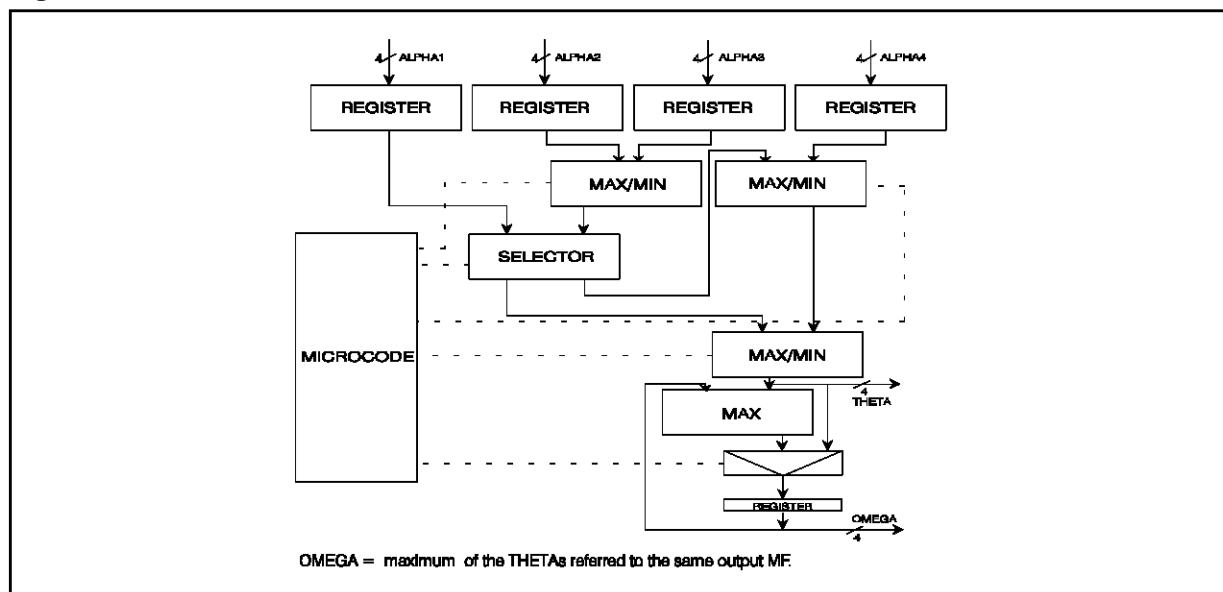 4 ALPHA1 4 ALPHA2 4 ALPHA3 4 ALPHA4
REGISTER REGISTER REGISTER REGISTER
MAX/MIN MAX/MIN
SELECTOR
MICROCODE MAX/MIN
4
THETA
MAX
REGISTER
OMEGA
4
OMEGA = maximum of the THETAs referred to the same output MF.